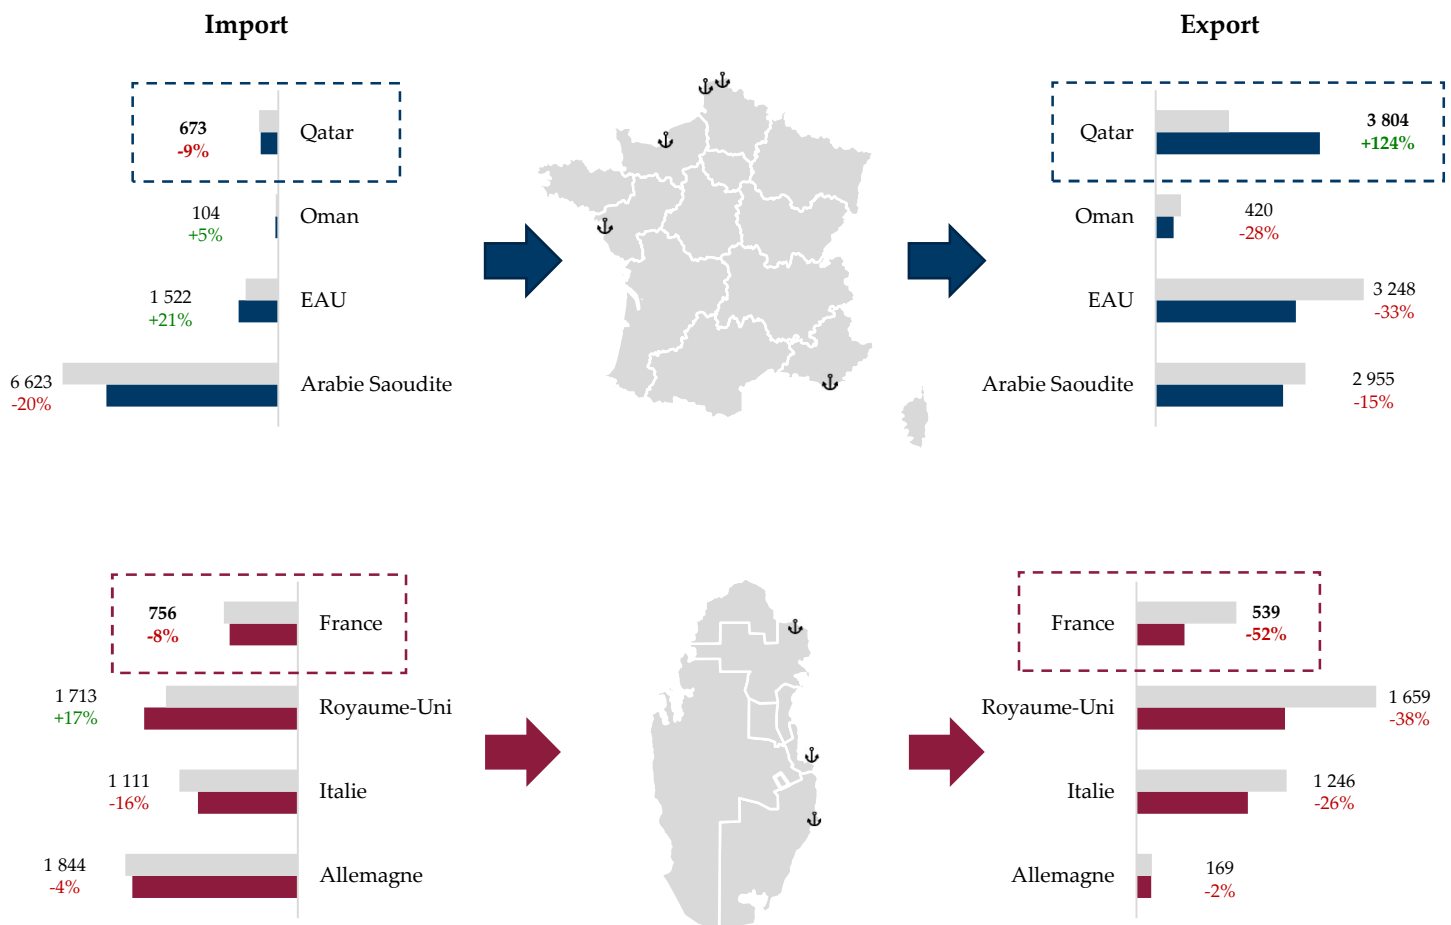 Import
Export
673
-9%
Qatar
104
+5%
Oman
1 522
+21%
EAU
6 623
-20%
Arabie Saoudite
Qatar
3 804
+124%
Oman
420
-28%
EAU
3 248
-33%
Arabie Saoudite
2 955
-15%
756
-8%
France
1 713
+17%
Royaume-Uni
1 111
-16%
Italie
1 844
-4%
Allemagne
France
539
-52%
Royaume-Uni
1 659
-38%
Italie
1 246
-26%
Allemagne
169
-2%